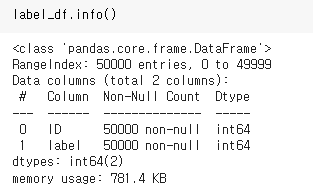 label_df.info()
<class 'pandas.core.frame.DataFrame'>
RangeIndex: 50000 entries, 0 to 49999
Data columns (total 2 columns):
 #   Column  Non-Null Count  Dtype
---  ------  --------------  -----
 0   ID      50000 non-null  int64
 1   label   50000 non-null  int64
dtypes: int64(2)
memory usage: 781.4 KB